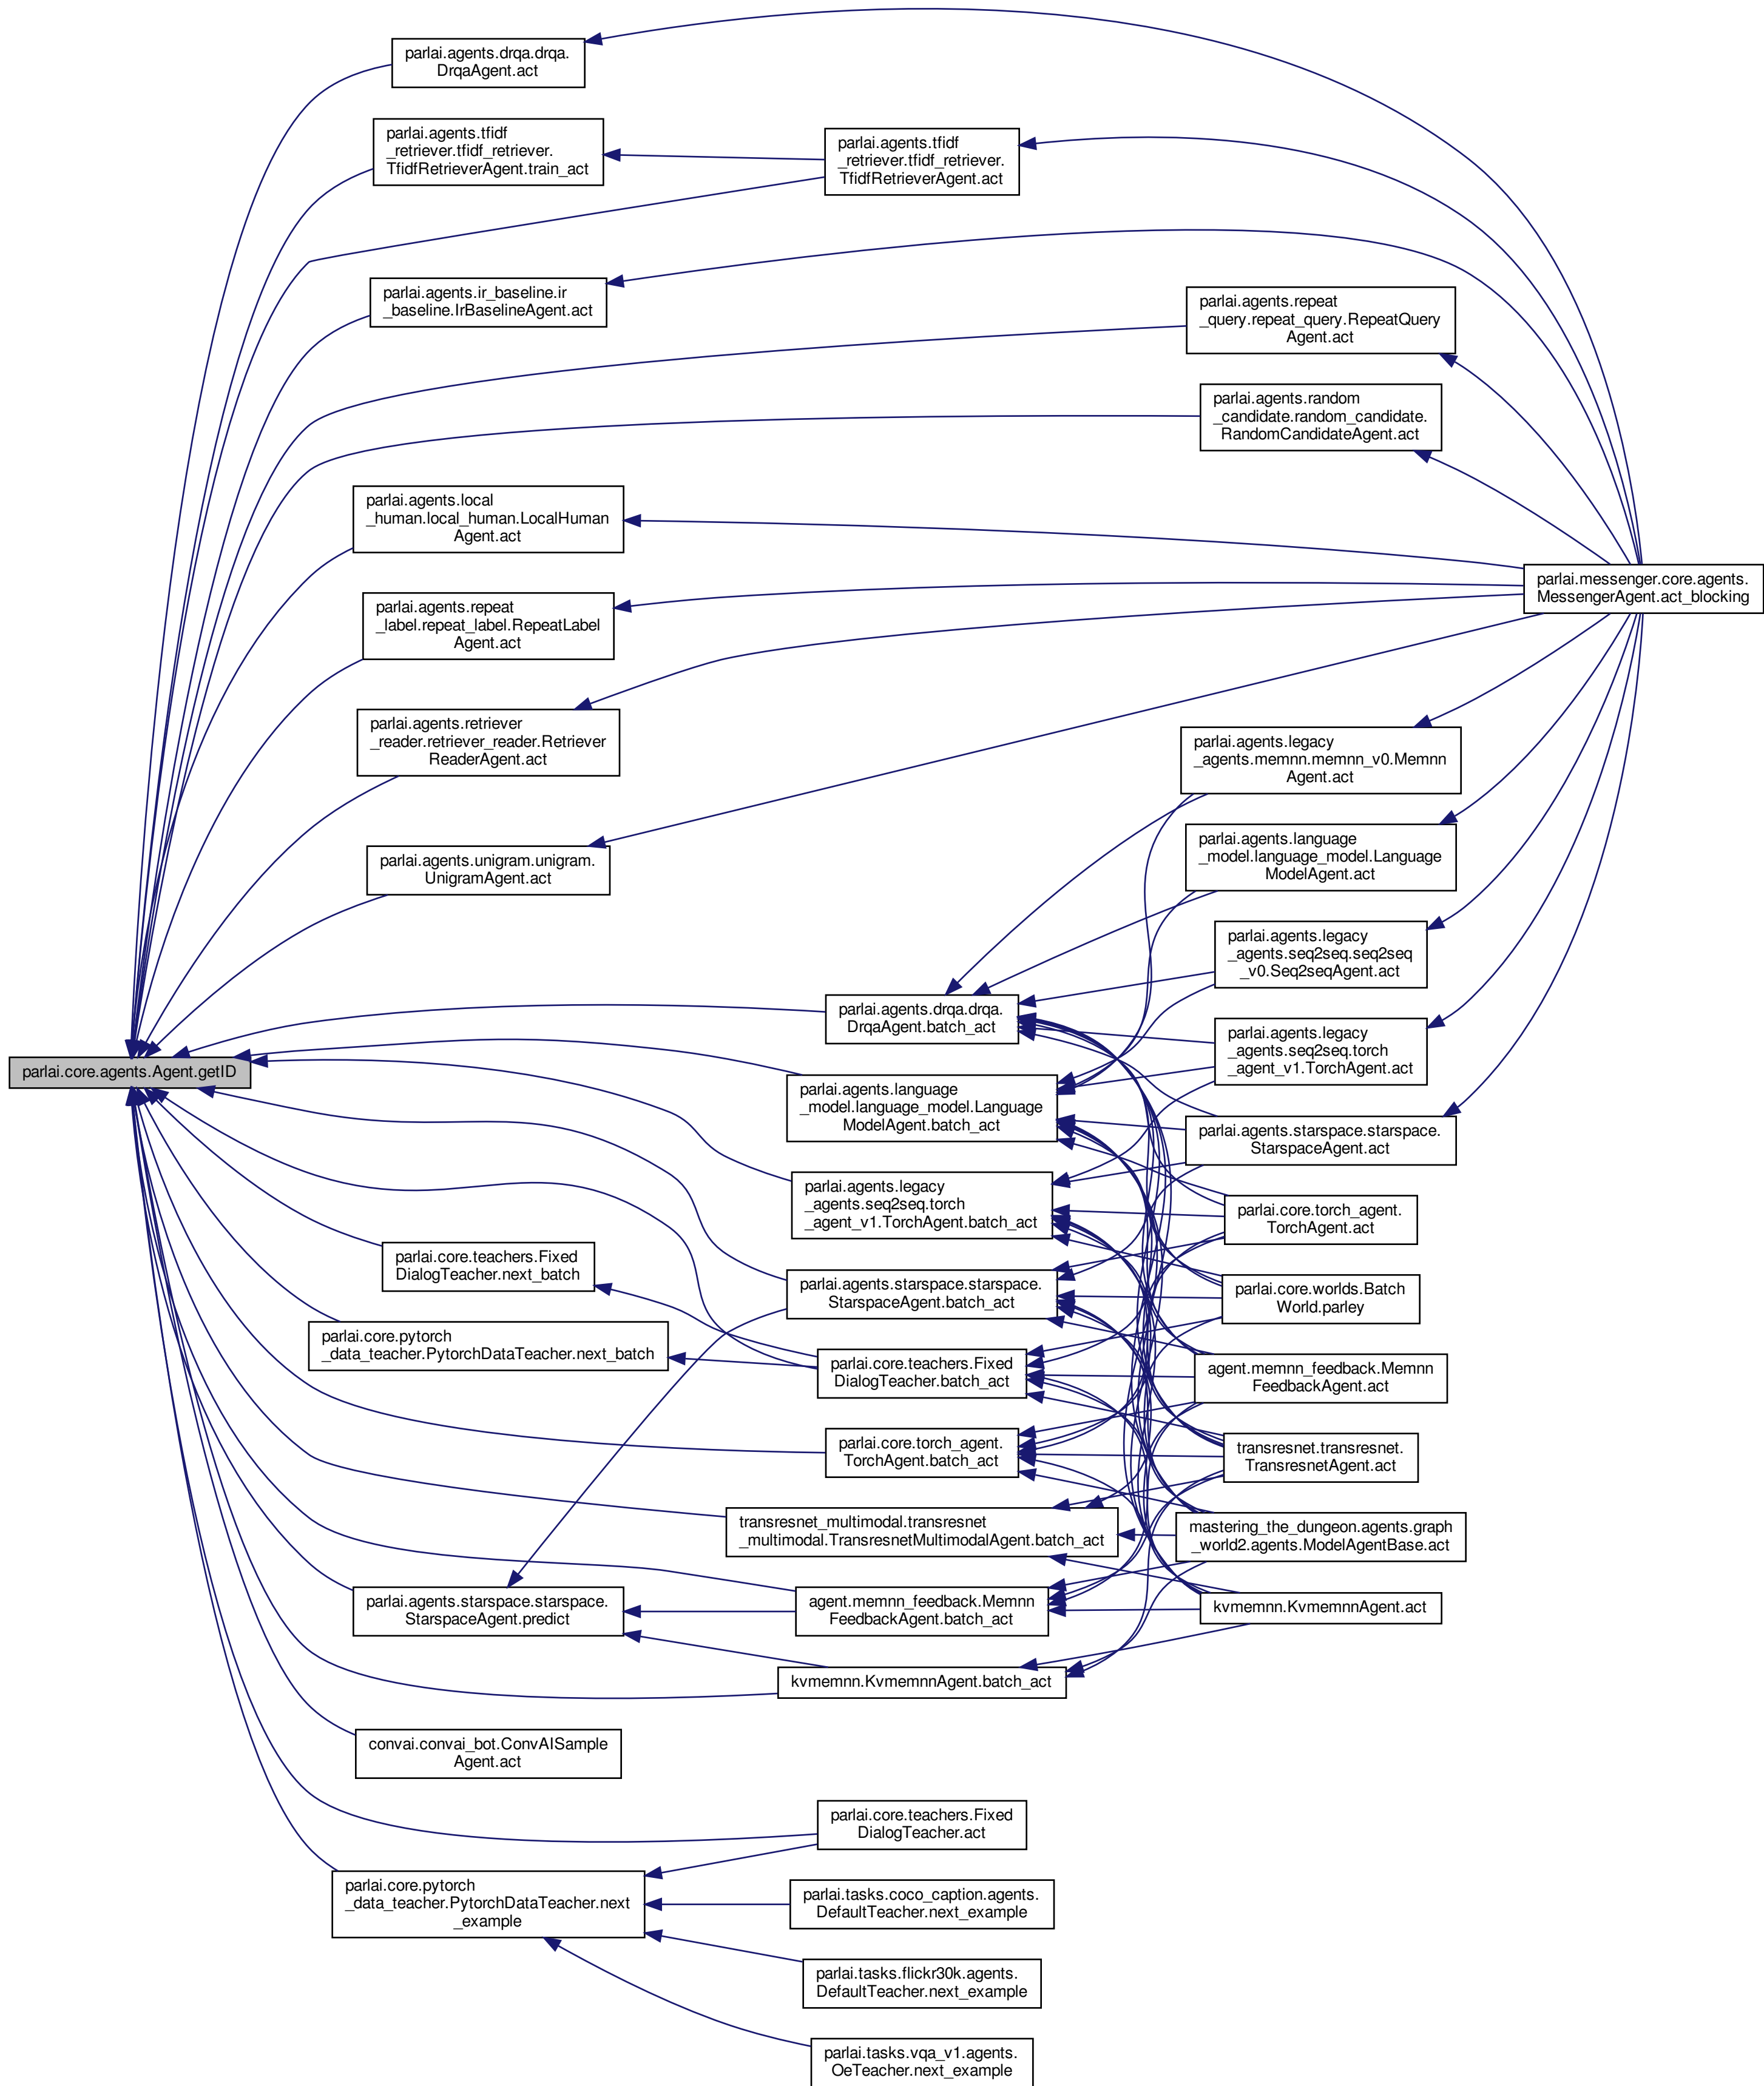 parlai.agents.drqa.drqa.
DrqaAgent.act
parlai.agents.tfidf
_retriever.tfidf_retriever.
TfidfRetrieverAgent.train_act
parlai.agents.tfidf
_retriever.tfidf_retriever.
TfidfRetrieverAgent.act
parlai.agents.ir_baseline.ir
_baseline.IrBaselineAgent.act
parlai.agents.repeat
_query.repeat_query.RepeatQuery
Agent.act
parlai.agents.random
_candidate.random_candidate.
RandomCandidateAgent.act
parlai.agents.local
_human.local_human.LocalHuman
Agent.act
parlai.messenger.core.agents.
MessengerAgent.act_blocking
parlai.agents.repeat
_label.repeat_label.RepeatLabel
Agent.act
parlai.agents.retriever
_reader.retriever_reader.Retriever
ReaderAgent.act
parlai.agents.legacy
_agents.memnn.memnn_v0.Memnn
Agent.act
parlai.agents.unigram.unigram.
UnigramAgent.act
parlai.agents.language
_model.language_model.Language
ModelAgent.act
parlai.agents.legacy
_agents.seq2seq.seq2seq
_v0.Seq2seqAgent.act
parlai.agents.drqa.drqa.
DrqaAgent.batch_act
parlai.agents.legacy
_agents.seq2seq.torch
_agent_v1.TorchAgent.act
parlai.core.agents.Agent.getID
parlai.agents.language
_model.language_model.Language
ModelAgent.batch_act
parlai.agents.starspace.starspace.
StarspaceAgent.act
parlai.agents.legacy
_agents.seq2seq.torch
_agent_v1.TorchAgent.batch_act
parlai.core.torch_agent.
TorchAgent.act
parlai.core.teachers.Fixed
DialogTeacher.next_batch
parlai.agents.starspace.starspace.
StarspaceAgent.batch_act
parlai.core.worlds.Batch
World.parley
parlai.core.pytorch
_data_teacher.PytorchDataTeacher.next_batch
parlai.core.teachers.Fixed
DialogTeacher.batch_act
agent.memnn_feedback.Memnn
FeedbackAgent.act
parlai.core.torch_agent.
TorchAgent.batch_act
transresnet.transresnet.
TransresnetAgent.act
transresnet_multimodal.transresnet
_multimodal.TransresnetMultimodalAgent.batch_act
mastering_the_dungeon.agents.graph
_world2.agents.ModelAgentBase.act
parlai.agents.starspace.starspace.
StarspaceAgent.predict
agent.memnn_feedback.Memnn
FeedbackAgent.batch_act
kvmemnn.KvmemnnAgent.act
kvmemnn.KvmemnnAgent.batch_act
convai.convai_bot.ConvAISample
Agent.act
parlai.core.teachers.Fixed
DialogTeacher.act
parlai.core.pytorch
_data_teacher.PytorchDataTeacher.next
_example
parlai.tasks.coco_caption.agents.
DefaultTeacher.next_example
parlai.tasks.flickr30k.agents.
DefaultTeacher.next_example
parlai.tasks.vqa_v1.agents.
OeTeacher.next_example